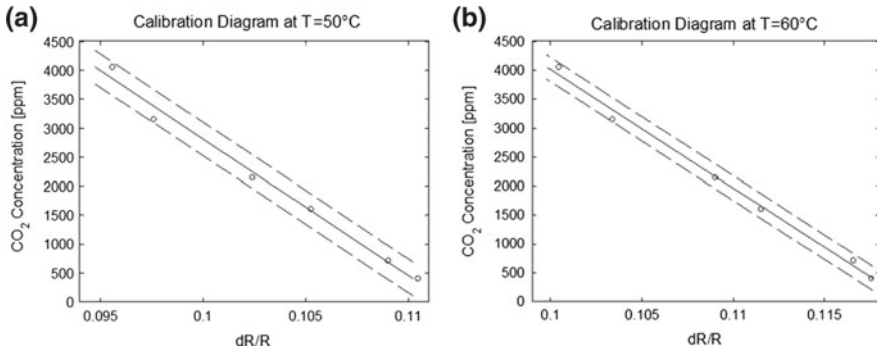 (a)
Calibration Diagram at T=50°C
CO2 Concentration [ppm]
4500
4000
3500
3000
2500
2000
1500
1000
500
0
0.095 0.1 0.105 0.11
dR/R
(b)
Calibration Diagram at T=60°C
CO2 Concentration [ppm]
4500
4000
3500
3000
2500
2000
1500
1000
500
0
0.1 0.105 0.11 0.115
dR/R